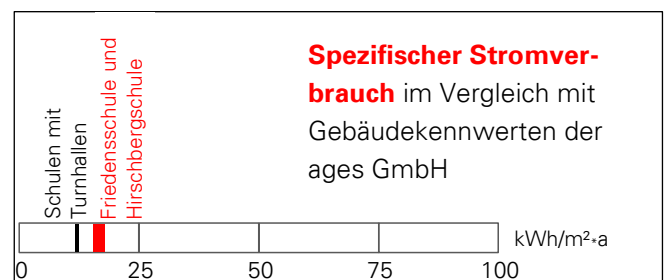 Spezifischer Stromver-
brauch im Vergleich mit
Gebäudekennwerten der
ages GmbH
Schulen mit
Turnhallen
Friedensschule und
Hirschbergschule
kWh/m²*a
0 25 50 75 100